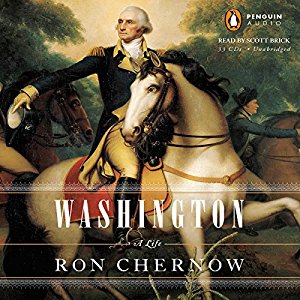 PENGUIN
AUDIO
READ BY SCOTT BRICK
33 CDs • Unabridged
WASHINGTON
A Life
RON CHERNOW